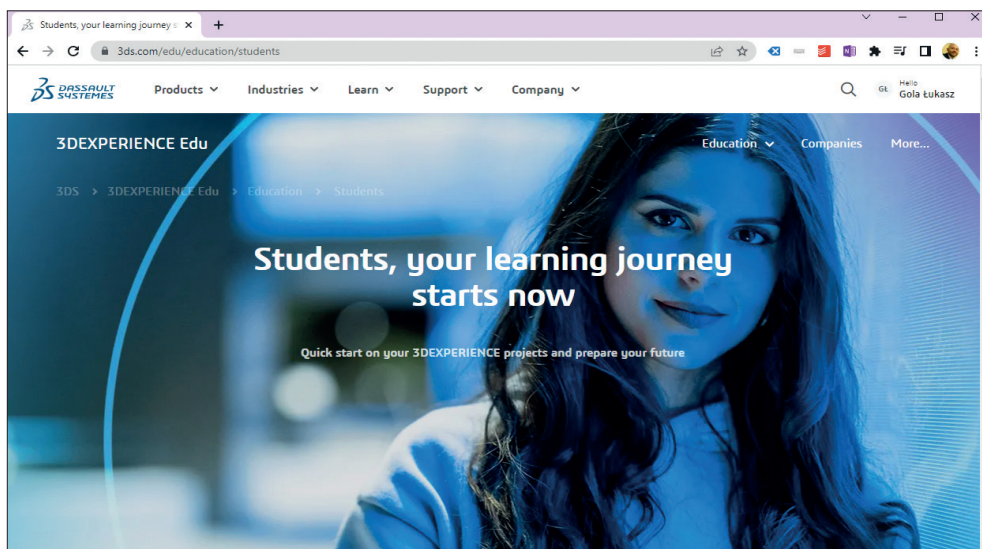 Students, your learning journey s
3ds.com/edu/education/students
DASSAULT SYSTEMES
Products Industries Learn Support Company
GŁ Hello Gola Łukasz
3DEXPERIENCE Edu
Education Companies More...
3DS > 3DEXPERIENCE Edu > Education > Students
Students, your learning journey
starts now
Quick start on your 3DEXPERIENCE projects and prepare your future